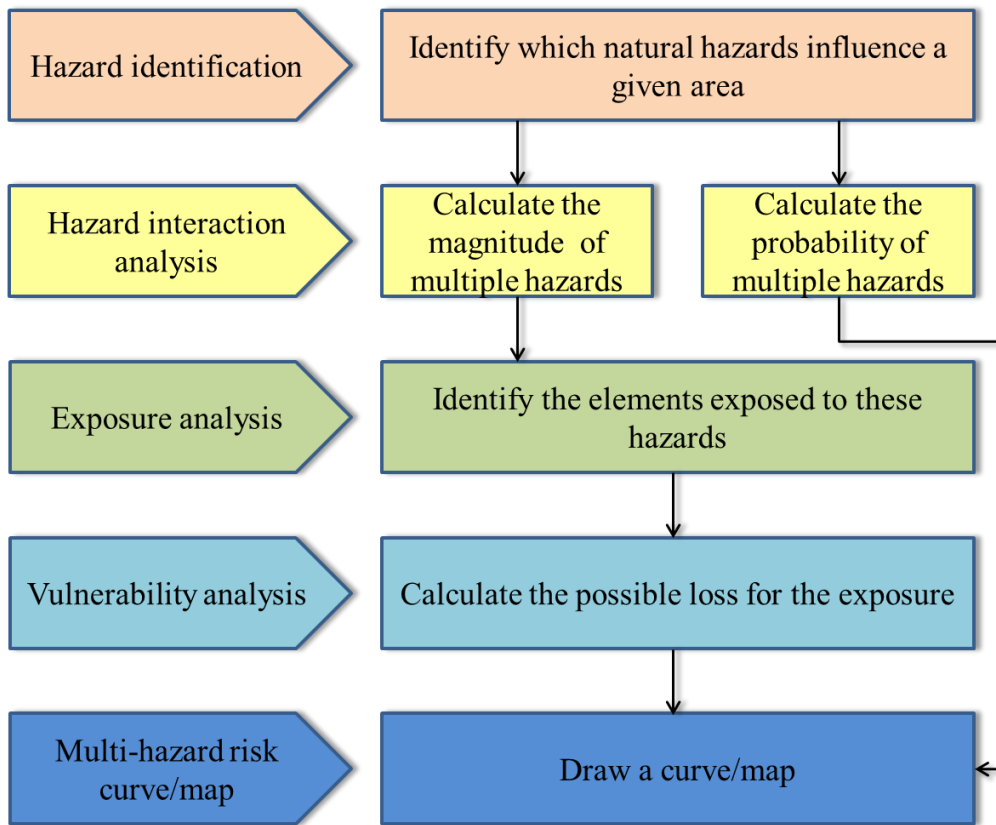 Hazard identification
Identify which natural hazards influence a
given area
Hazard interaction
analysis
Calculate the
magnitude of
multiple hazards
Calculate the
probability of
multiple hazards
Exposure analysis
Identify the elements exposed to these
hazards
Vulnerability analysis
Calculate the possible loss for the exposure
Multi-hazard risk
curve/map
Draw a curve/map